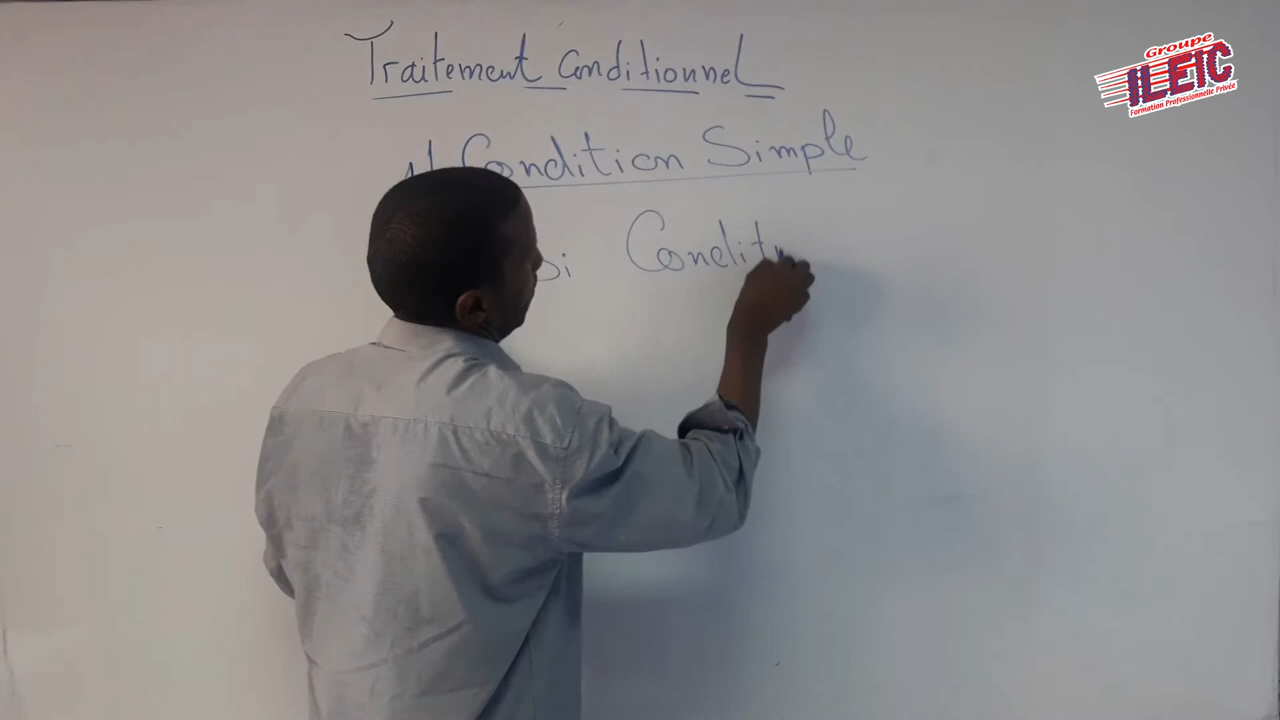 Traitement Conditionnel
Groupe
ILEIC
Formation Professionnelle Privée
1/ Condition Simple
Si Condit